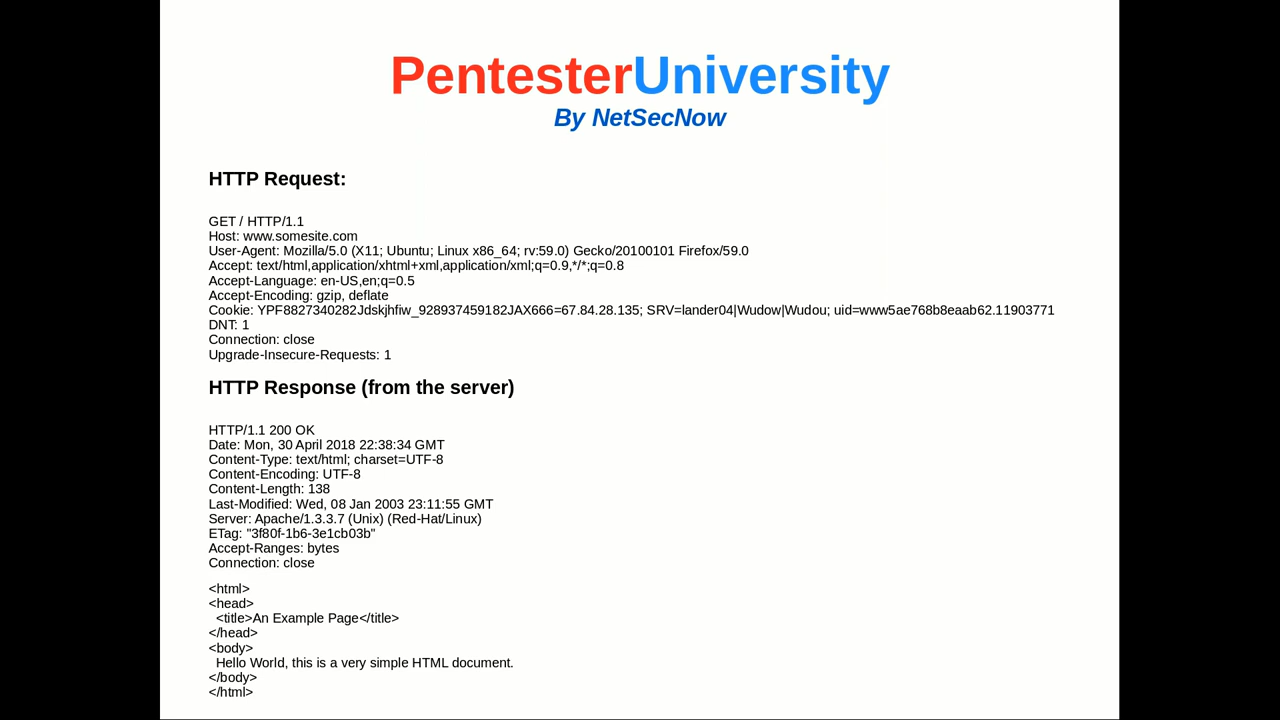 PentesterUniversity
By NetSecNow
HTTP Request:
GET / HTTP/1.1
Host: www.somesite.com
User-Agent: Mozilla/5.0 (X11; Ubuntu; Linux x86_64; rv:59.0) Gecko/20100101 Firefox/59.0
Accept: text/html,application/xhtml+xml,application/xml;q=0.9,*/*;q=0.8
Accept-Language: en-US,en;q=0.5
Accept-Encoding: gzip, deflate
Cookie: YPF8827340282Jdskjhfiw_928937459182JAX666=67.84.28.135; SRV=lander04|Wudow|Wudou; uid=www5ae768b8eaab62.11903771
DNT: 1
Connection: close
Upgrade-Insecure-Requests: 1
HTTP Response (from the server)
HTTP/1.1 200 OK
Date: Mon, 30 April 2018 22:38:34 GMT
Content-Type: text/html; charset=UTF-8
Content-Encoding: UTF-8
Content-Length: 138
Last-Modified: Wed, 08 Jan 2003 23:11:55 GMT
Server: Apache/1.3.3.7 (Unix) (Red-Hat/Linux)
ETag: "3f80f-1b6-3e1cb03b"
Accept-Ranges: bytes
Connection: close
<html>
<head>
<title>An Example Page</title>
</head>
<body>
Hello World, this is a very simple HTML document.
</body>
</html>